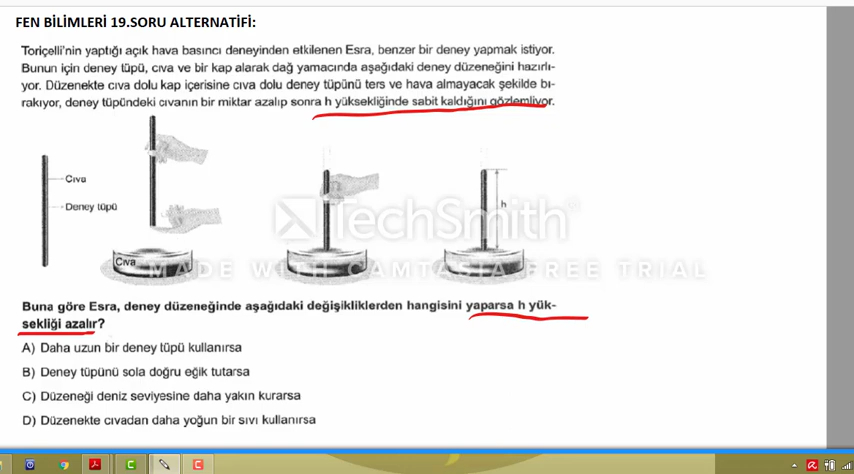 FEN BİLİMLERİ 19.SORU ALTERNATİFİ:
Toriçelli'nin yaptığı açık hava basıncı deneyinden etkilenen Esra, benzer bir deney yapmak istiyor.
Bunun için deney tüpü, cıva ve bir kap alarak dağ yamacında aşağıdaki deney düzeneğini hazırlı-
yor. Düzenekte cıva dolu kap içerisine cıva dolu deney tüpünü ters ve hava almayacak şekilde bı-
rakıyor, deney tüpündeki cıvanın bir miktar azalıp sonra h yüksekliğinde sabit kaldığını gözlemliyor.
Cıva
Deney tüpü
h
Cıva
TechSmith
MADE WITH CAMTASIA FREE TRIAL
Buna göre Esra, deney düzeneğinde aşağıdaki değişikliklerden hangisini yaparsa h yük-
sekliği azalır?
A) Daha uzun bir deney tüpü kullanırsa
B) Deney tüpünü sola doğru eğik tutarsa
C) Düzeneği deniz seviyesine daha yakın kurarsa
D) Düzenekte cıvadan daha yoğun bir sıvı kullanırsa